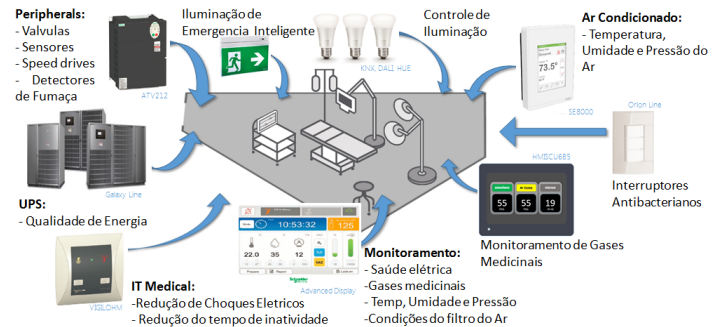 Peripherals:
- Valvulas
- Sensores
- Speed drives
- Detectores
de Fumaça
ATV212
Iluminação de
Emergencia Inteligente
KNX, DALI, HUE
Controle de
Iluminação
Ar Condicionado:
- Temperatura,
Umidade e Pressão do
Ar
73.5°
SE8000
Orion Line
Interruptores
Antibacterianos
HMBCU6B5
55
55
19
Monitoramento de Gases
Medicinais
Galaxy Line
UPS:
- Qualidade de Energia
VIGILOHM
IT Medical:
-Redução de Choques Eletricos
- Redução do tempo de inatividade
10:53:32
125
22.0
35
12
Schneider
Advanced Display
Monitoramento:
- Saúde elétrica
-Gases medicinais
- Temp, Umidade e Pressão
-Condições do filtro do Ar